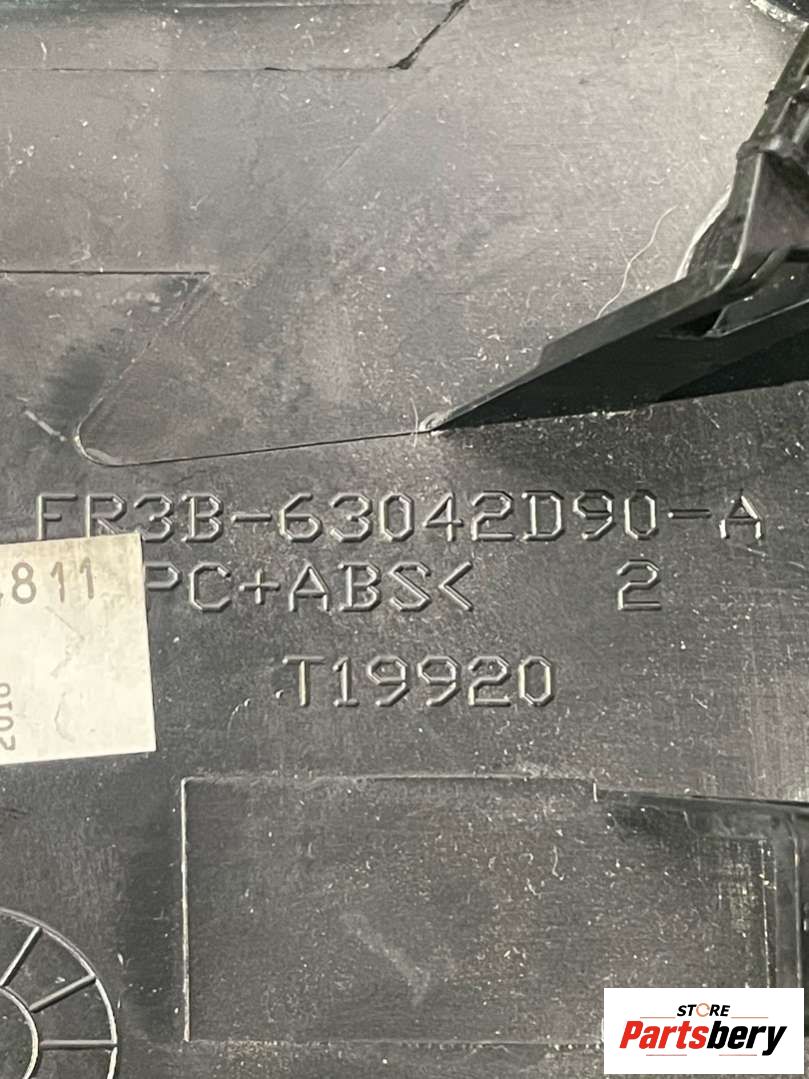 FR3B-63042D90-A
811
PC+ABS<   2
T19920
STORE
Partsbery